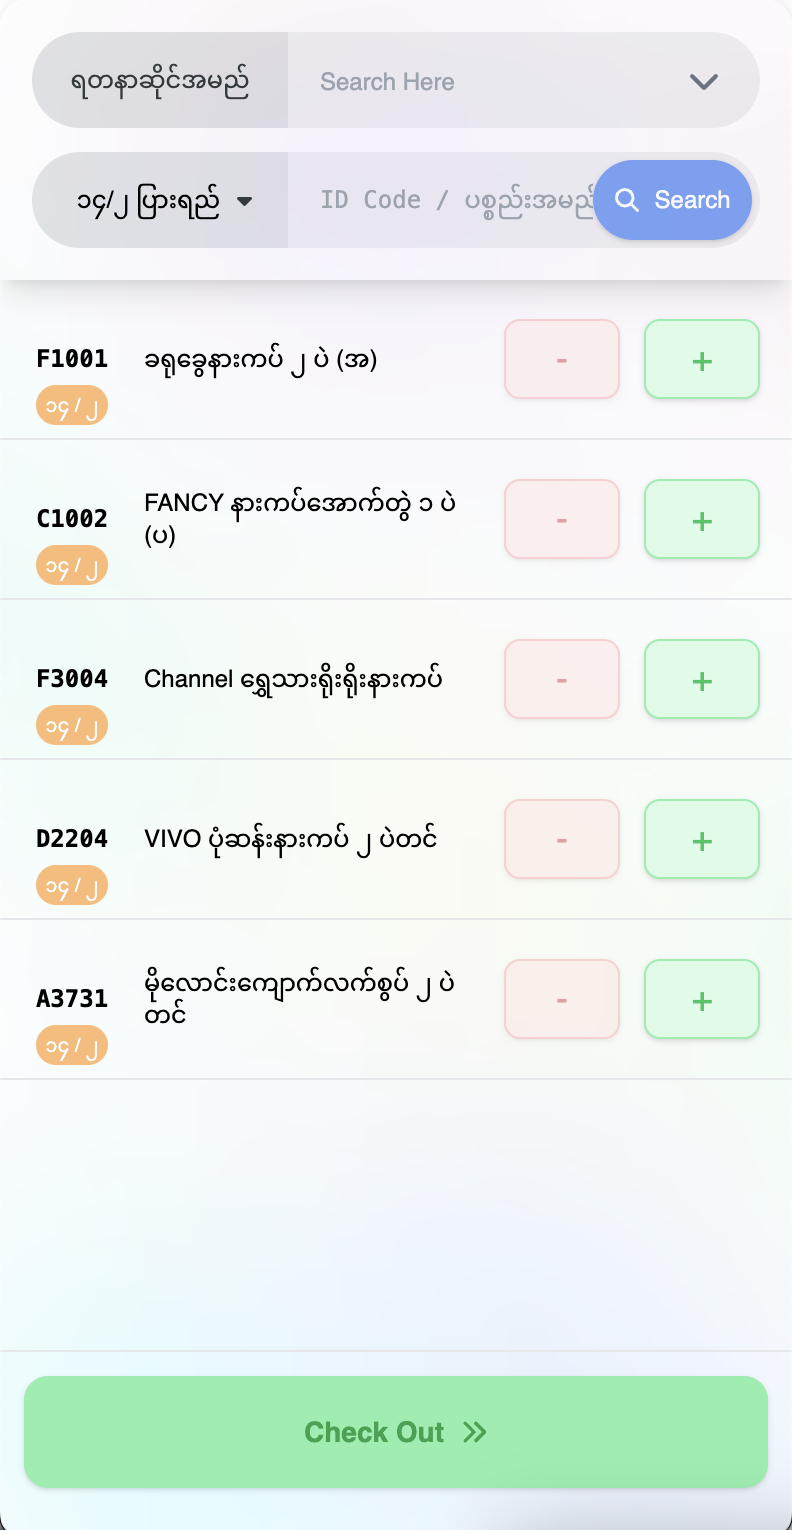 ရတနာဆိုင်အမည် Search Here
၁၄/၂ ပြားရည် ID Code / ပစ္စည်းအမည် Search
F1001 ခရုခွေနားကပ် ၂ ပဲ (အ) - +
၁၄/၂
C1002 FANCY နားကပ်အောက်တွဲ ၁ ပဲ (ပ) - +
၁၄/၂
F3004 Channel ရွှေသားရိုးရိုးနားကပ် - +
၁၄/၂
D2204 VIVO ပုံဆန်းနားကပ် ၂ ပဲတင် - +
၁၄/၂
A3731 မိုလောင်းကျောက်လက်စွပ် ၂ ပဲတင် - +
၁၄/၂
Check Out